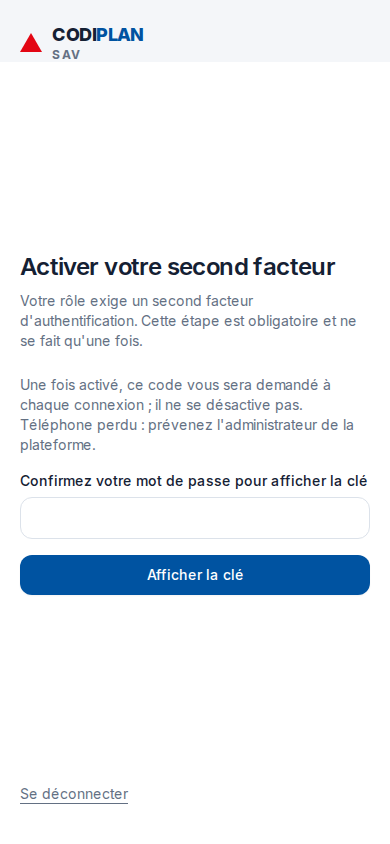 CODIPLAN
SAV
Activer votre second facteur
Votre rôle exige un second facteur
d'authentification. Cette étape est obligatoire et ne
se fait qu'une fois.
Une fois activé, ce code vous sera demandé à
chaque connexion ; il ne se désactive pas.
Téléphone perdu : prévenez l'administrateur de la
plateforme.
Confirmez votre mot de passe pour afficher la clé
Afficher la clé
Se déconnecter